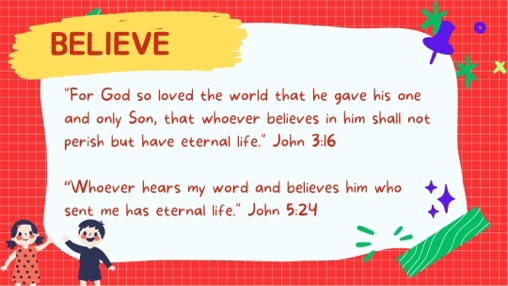 BELIEVE
"For God so loved the world that he gave his one
and only Son, that whoever believes in him shall not
perish but have eternal life." John 3:16
"Whoever hears my word and believes him who
sent me has eternal life." John 5:24